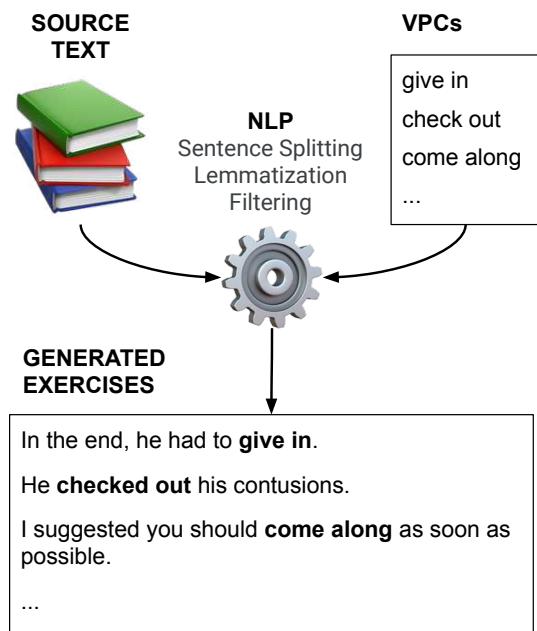 SOURCE
TEXT
VPCs
give in
check out
come along
...
NLP
Sentence Splitting
Lemmatization
Filtering
GENERATED
EXERCISES
In the end, he had to give in.
He checked out his contusions.
I suggested you should come along as soon as
possible.
...